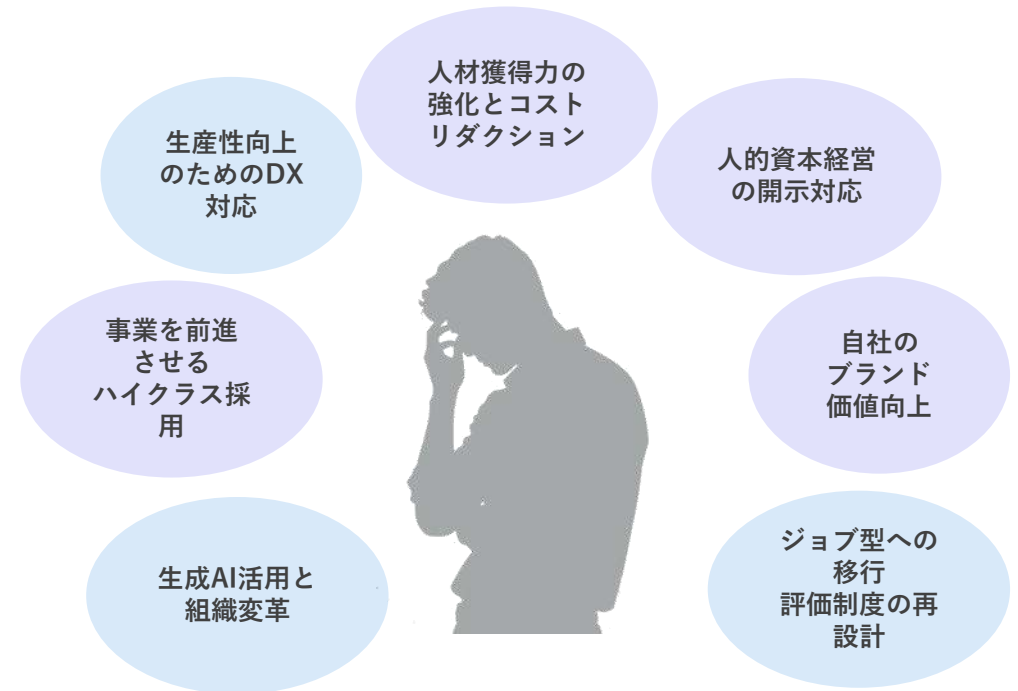 人材獲得力の
強化とコスト
リダクション
生産性向上
のためのDX
対応
人的資本経営
の開示対応
事業を前進
させる
ハイクラス採
用
自社の
ブランド
価値向上
生成AI活用と
組織変革
ジョブ型への
移行
評価制度の再
設計